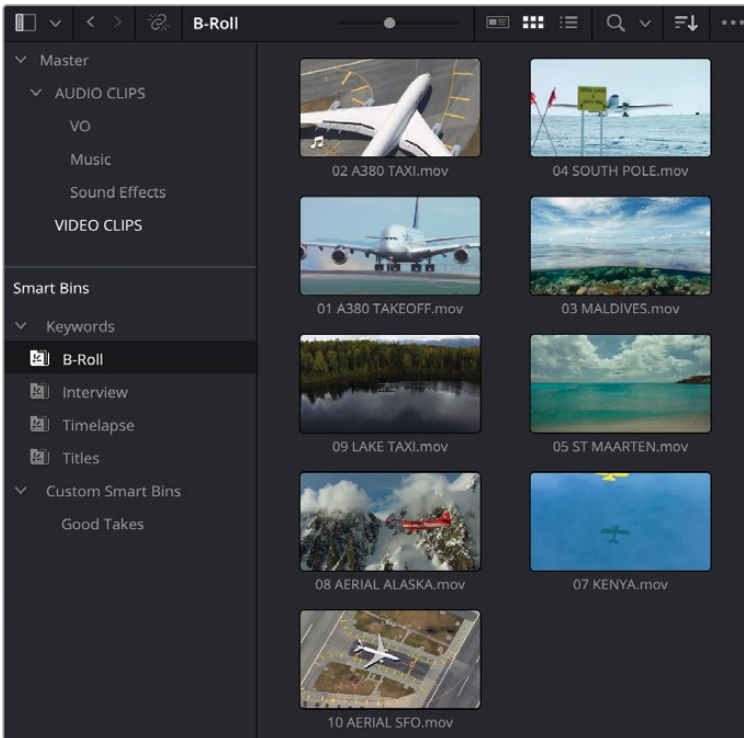 B-Roll
Master
AUDIO CLIPS
VO
Music
Sound Effects
VIDEO CLIPS
Smart Bins
Keywords
B-Roll
Interview
Timelapse
Titles
Custom Smart Bins
Good Takes
02 A380 TAXI.mov
04 SOUTH POLE.mov
01 A380 TAKEOFF.mov
03 MALDIVES.mov
09 LAKE TAXI.mov
05 ST MAARTEN.mov
08 AERIAL ALASKA.mov
07 KENYA.mov
10 AERIAL SFO.mov